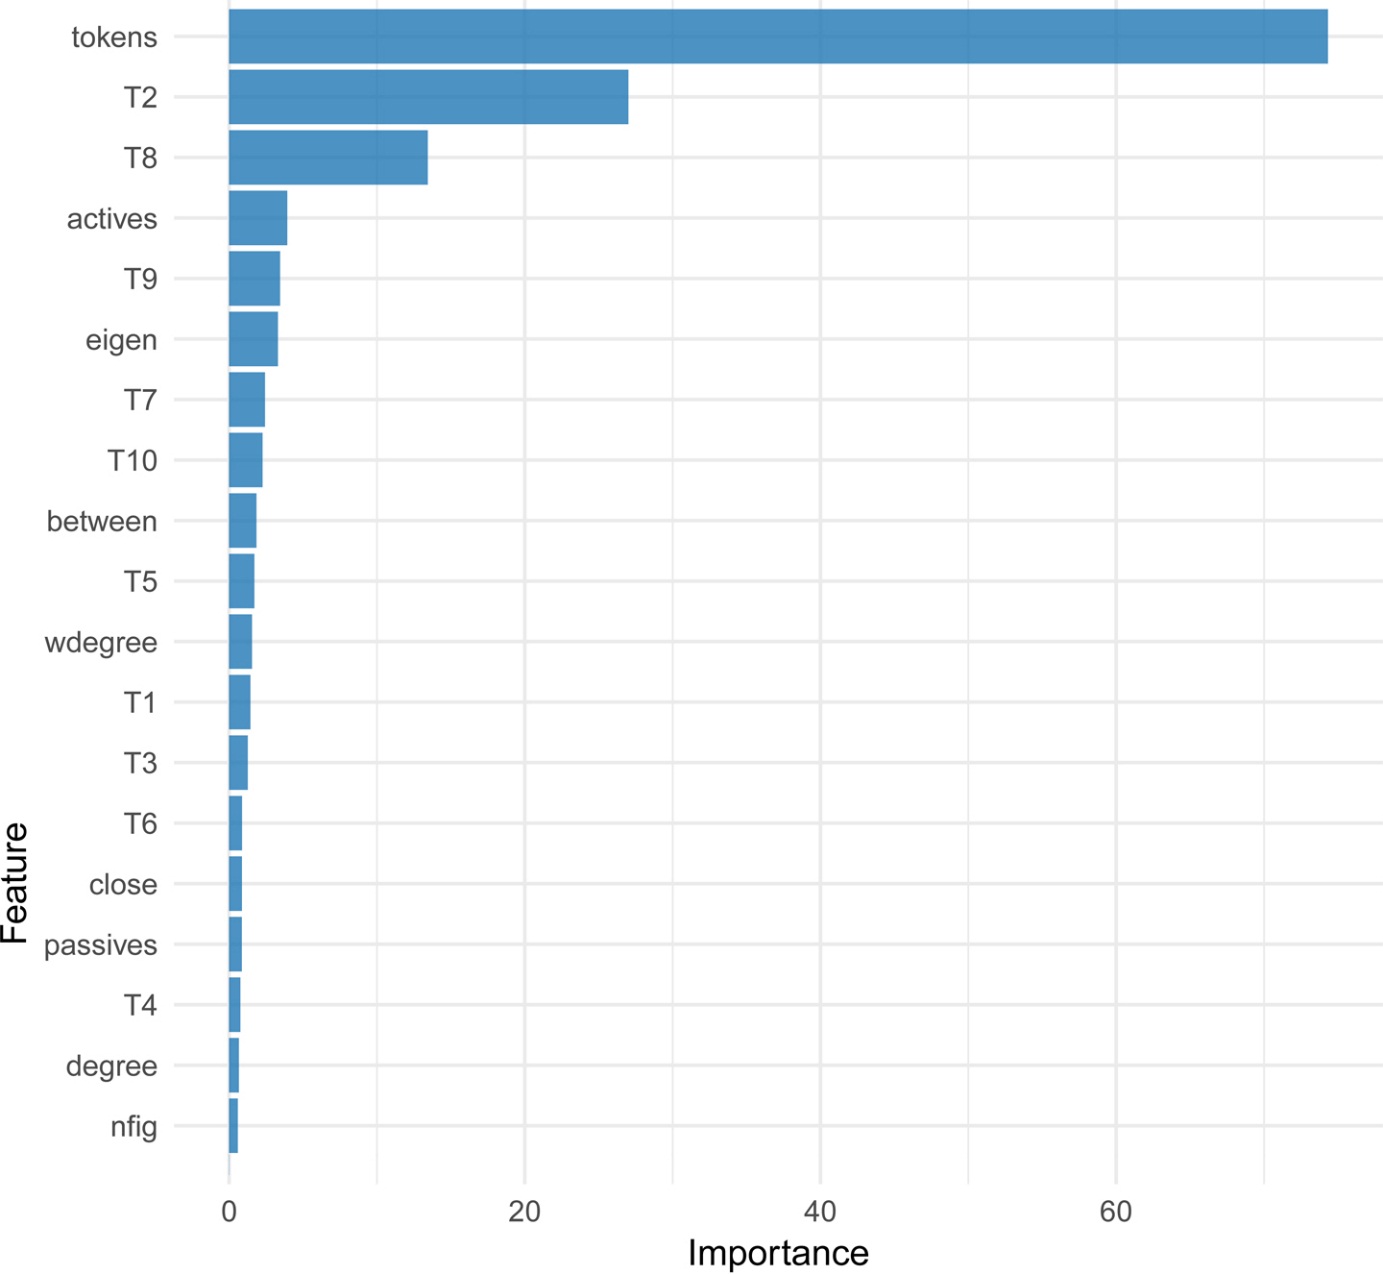 tokens
T2
T8
actives
T9
eigen
T7
T10
between
T5
wdegree
T1
T3
T6
close
passives
T4
degree
nfig
Feature
0 20 40 60
Importance